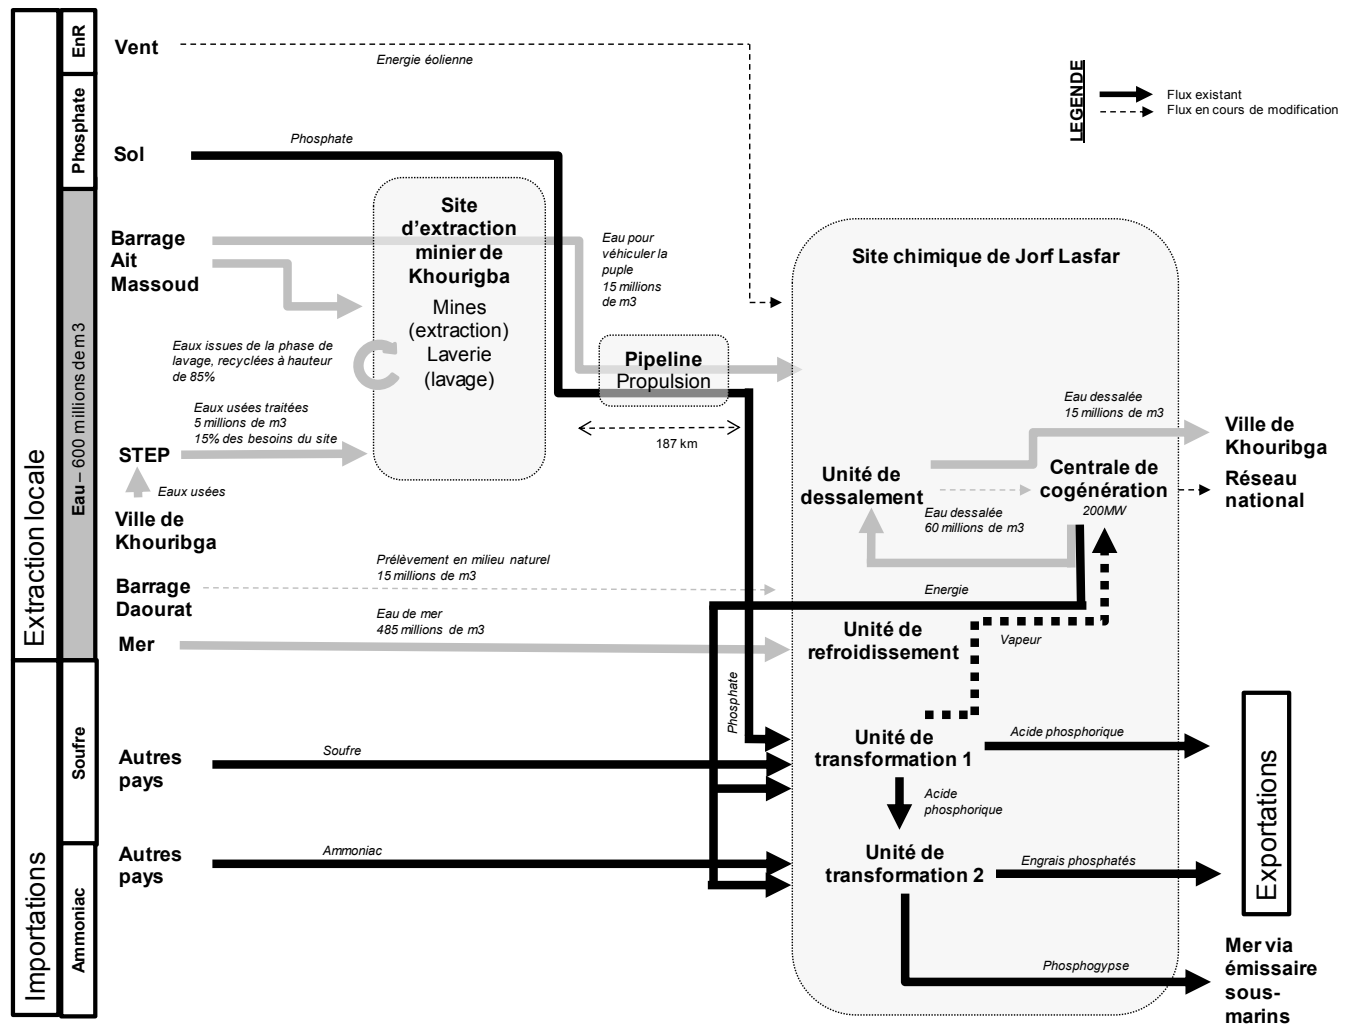 EnR
Vent
Energie éolienne
LEGENDE
Flux existant
Flux en cours de modification
Phosphate
Sol
Phosphate
Extraction locale
Eau – 600 millions de m3
Barrage
Ait
Massoud
Site
d'extraction
minier de
Khourigba
Mines
(extraction)
Laverie
(lavage)
Eau pour
véhiculer la
puple
15 millions
de m3
Site chimique de Jorf Lasfar
Eaux issues de la phase de
lavage, recyclées à hauteur
de 85%
Pipeline
Propulsion
187 km
Eaux usées traitées
5 millions de m3
15% des besoins du site
STEP
Eaux usées
Ville de
Khouribga
Eau dessalée
15 millions de m3
Ville de
Khouribga
Unité de
dessalement
Centrale de
cogénération
200MW
Réseau
national
Eau dessalée
60 millions de m3
Prélèvement en milieu naturel
15 millions de m3
Barrage
Daourat
Energie
Eau de mer
485 millions de m3
Mer
Unité de
refroidissement
Vapeur
Importations
Soufre
Phosphate
Autres
pays
Soufre
Unité de
transformation 1
Acide phosphorique
Acide
phosphorique
Exportations
Ammoniac
Autres
pays
Ammoniac
Unité de
transformation 2
Engrais phosphatés
Phosphogypse
Mer via
émissaire
sous-
marins